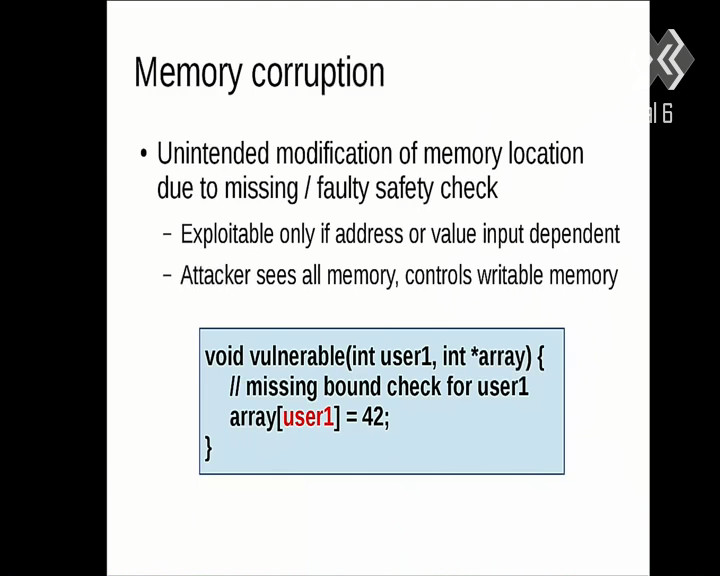 Memory corruption
• Unintended modification of memory location
due to missing / faulty safety check
– Exploitable only if address or value input dependent
– Attacker sees all memory, controls writable memory
void vulnerable(int user1, int *array) {
// missing bound check for user1
array[user1] = 42;
}
al 6